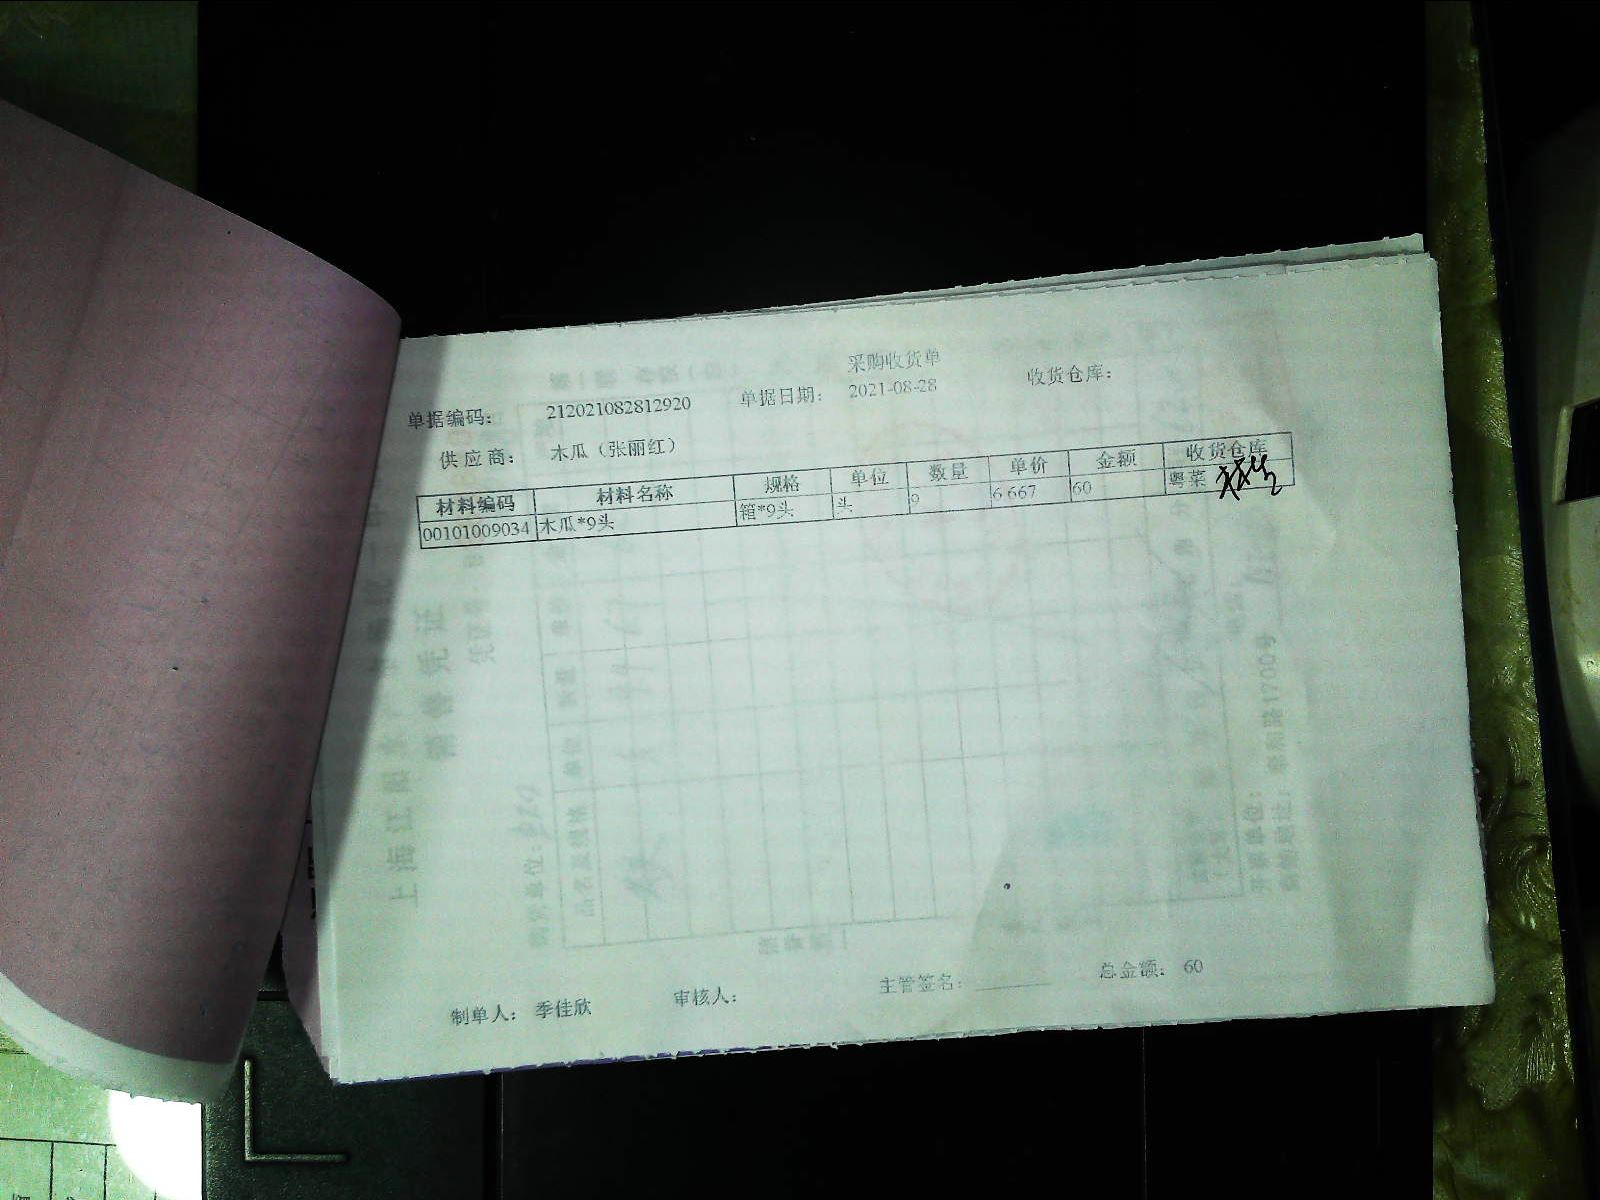 采购收货单
单据编码： 212021082812920 单据日期： 2021-08-28 收货仓库：
供应商： 木瓜（张丽红）
材料编码 材料名称 规格 单位 数量 单价 金额 收货仓库
00101009034 木瓜*9头 箱*9头 头 9 6.667 60 粤菜
制单人： 季佳欣 审核人： 主管签名： 总金额： 60